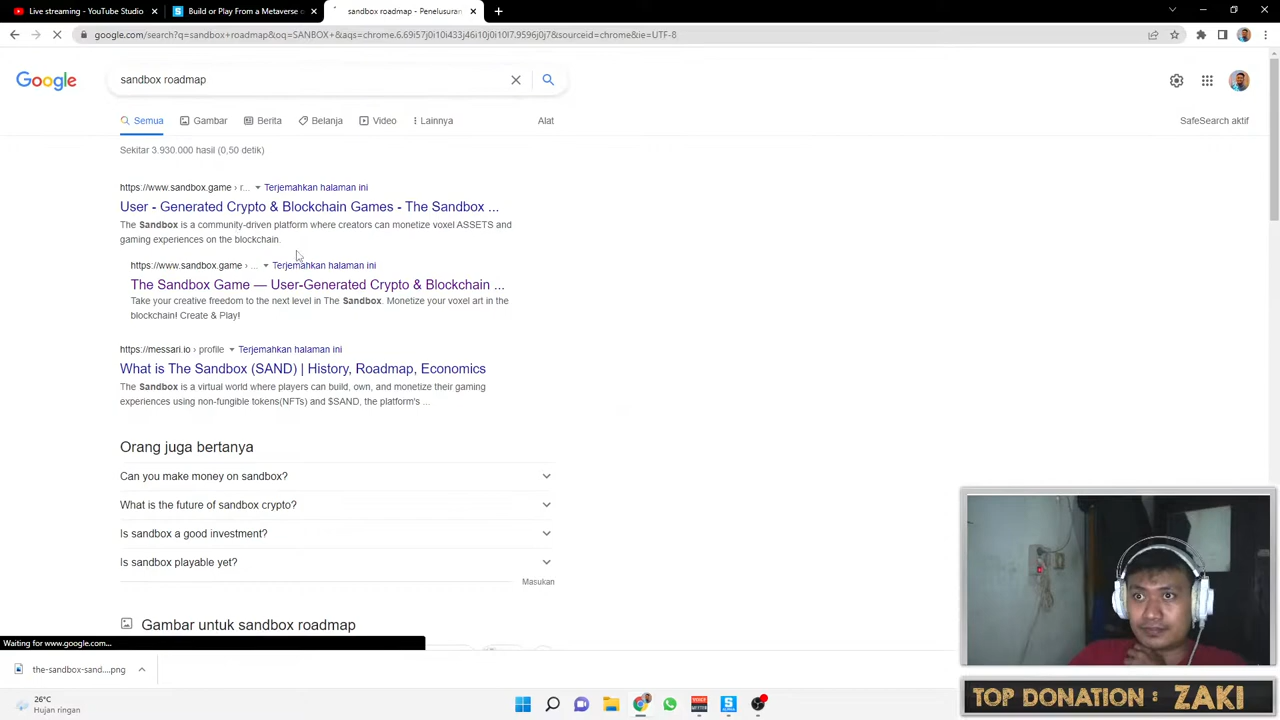 Live streaming - YouTube Studio
Build or Play From a Metaverse o
sandbox roadmap - Penelusuran
google.com/search?q=sandbox+roadmap&oq=SANBOX+&aqs=chrome.6.69i57j0i10i433j46i10j0i10l7.9596j0j7&sourceid=chrome&ie=UTF-8
Google
sandbox roadmap
Semua
Gambar
Berita
Belanja
Video
Lainnya
Alat
SafeSearch aktif
Sekitar 3.930.000 hasil (0,50 detik)
https://www.sandbox.game › r... Terjemahkan halaman ini
User - Generated Crypto & Blockchain Games - The Sandbox ...
The Sandbox is a community-driven platform where creators can monetize voxel ASSETS and
gaming experiences on the blockchain.
https://www.sandbox.game › ... Terjemahkan halaman ini
The Sandbox Game — User-Generated Crypto & Blockchain ...
Take your creative freedom to the next level in The Sandbox. Monetize your voxel art in the
blockchain! Create & Play!
https://messari.io › profile Terjemahkan halaman ini
What is The Sandbox (SAND) | History, Roadmap, Economics
The Sandbox is a virtual world where players can build, own, and monetize their gaming
experiences using non-fungible tokens(NFTs) and $SAND, the platform's ...
Orang juga bertanya
Can you make money on sandbox?
What is the future of sandbox crypto?
Is sandbox a good investment?
Is sandbox playable yet?
Masukan
Gambar untuk sandbox roadmap
Waiting for www.google.com...
the-sandbox-sand....png
26°C
Hujan ringan
TOP DONATION : ZAKI